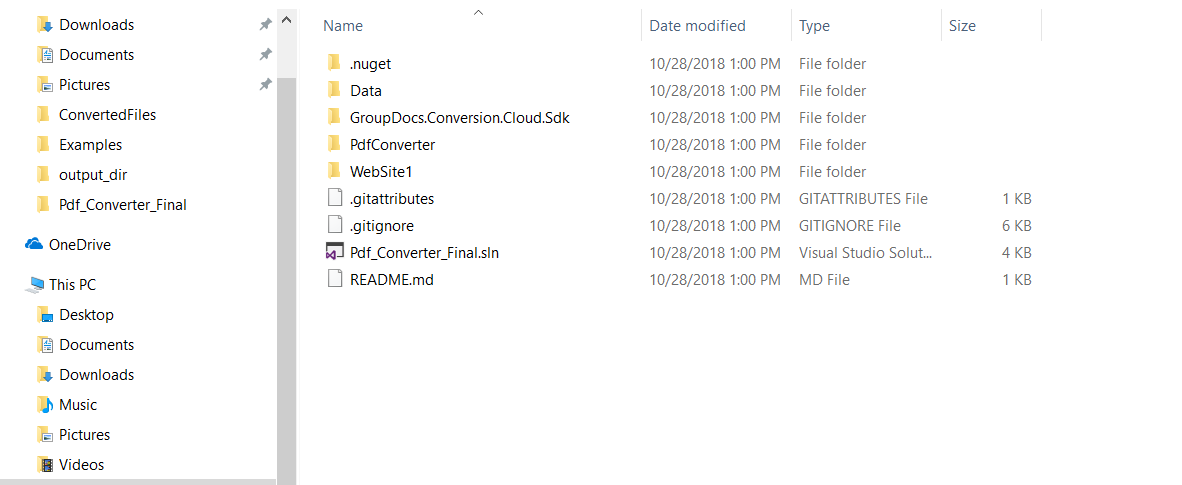 Downloads
Documents
Pictures
ConvertedFiles
Examples
output_dir
Pdf_Converter_Final
OneDrive
This PC
Desktop
Documents
Downloads
Music
Pictures
Videos
Name Date modified Type Size
.nuget 10/28/2018 1:00 PM File folder
Data 10/28/2018 1:00 PM File folder
GroupDocs.Conversion.Cloud.Sdk 10/28/2018 1:00 PM File folder
PdfConverter 10/28/2018 1:00 PM File folder
WebSite1 10/28/2018 1:00 PM File folder
.gitattributes 10/28/2018 1:00 PM GITATTRIBUTES File 1 KB
.gitignore 10/28/2018 1:00 PM GITIGNORE File 6 KB
Pdf_Converter_Final.sln 10/28/2018 1:00 PM Visual Studio Solut... 4 KB
README.md 10/28/2018 1:00 PM MD File 1 KB